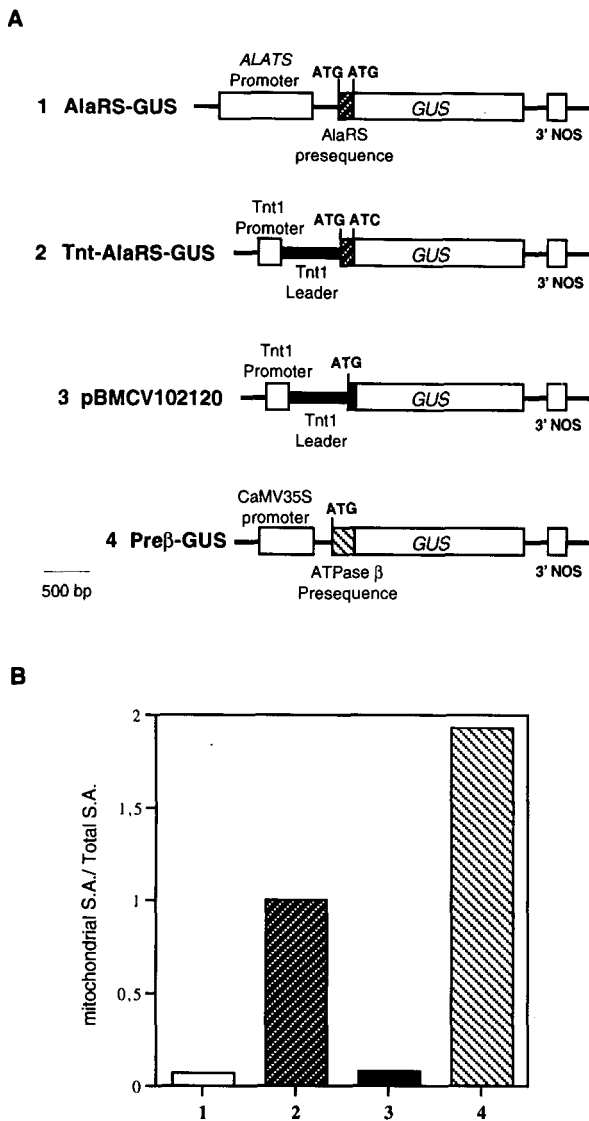 A
ALATS
Promoter
ATG ATG
1 AlaRS-GUS
GUS
AlaRS
presequence
3' NOS
Tnt1
Promoter
ATG ATC
2 Tnt-AlaRS-GUS
GUS
Tnt1
Leader
3' NOS
Tnt1
Promoter
ATG
3 pBMCV102120
GUS
Tnt1
Leader
3' NOS
CaMV35S
promoter
ATG
4 Preβ-GUS
GUS
500 bp
ATPase β
Presequence
3' NOS
B
mitochondrial S.A./ Total S.A.
2
1,5
1
0,5
0
1 2 3 4